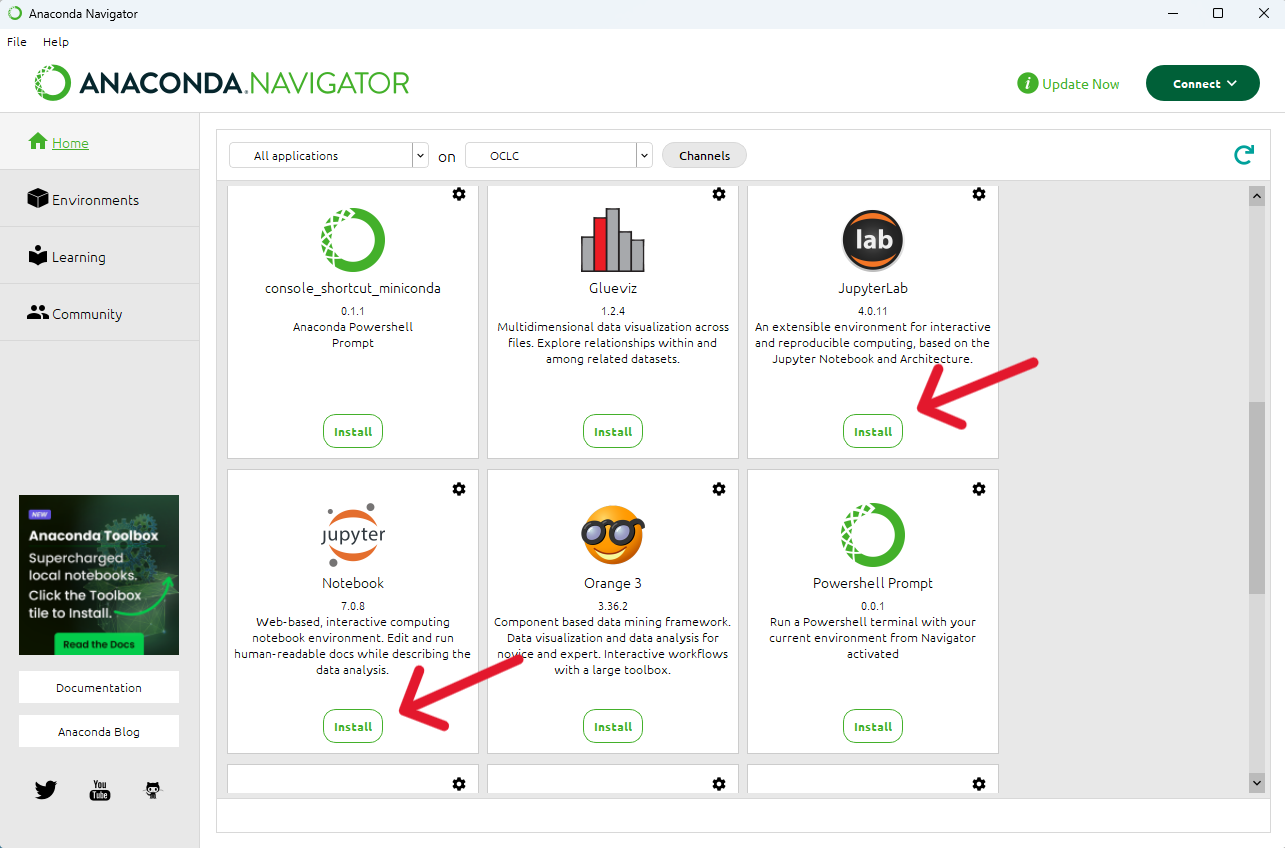 Anaconda Navigator
File Help
ANACONDA.NAVIGATOR
i Update Now
Connect
Home
Environments
Learning
Community
All applications on OCLC Channels
console_shortcut_miniconda
0.1.1
Anaconda Powershell
Prompt
Install
Glueviz
1.2.4
Multidimensional data visualization across
files. Explore relationships within and
among related datasets.
Install
lab
JupyterLab
4.0.11
An extensible environment for interactive
and reproducible computing, based on the
Jupyter Notebook and Architecture.
Install
jupyter
Notebook
7.0.8
Web-based, interactive computing
notebook environment. Edit and run
human-readable docs while describing the
data analysis.
Install
Orange 3
3.36.2
Component based data mining framework.
Data visualization and data analysis for
novice and expert. Interactive workflows
with a large toolbox.
Install
Powershell Prompt
0.0.1
Run a Powershell terminal with your
current environment from Navigator
activated
Install
NEW
Anaconda Toolbox
Supercharged
local notebooks.
Click the Toolbox
tile to Install.
Read the Docs
Documentation
Anaconda Blog
You
Tube